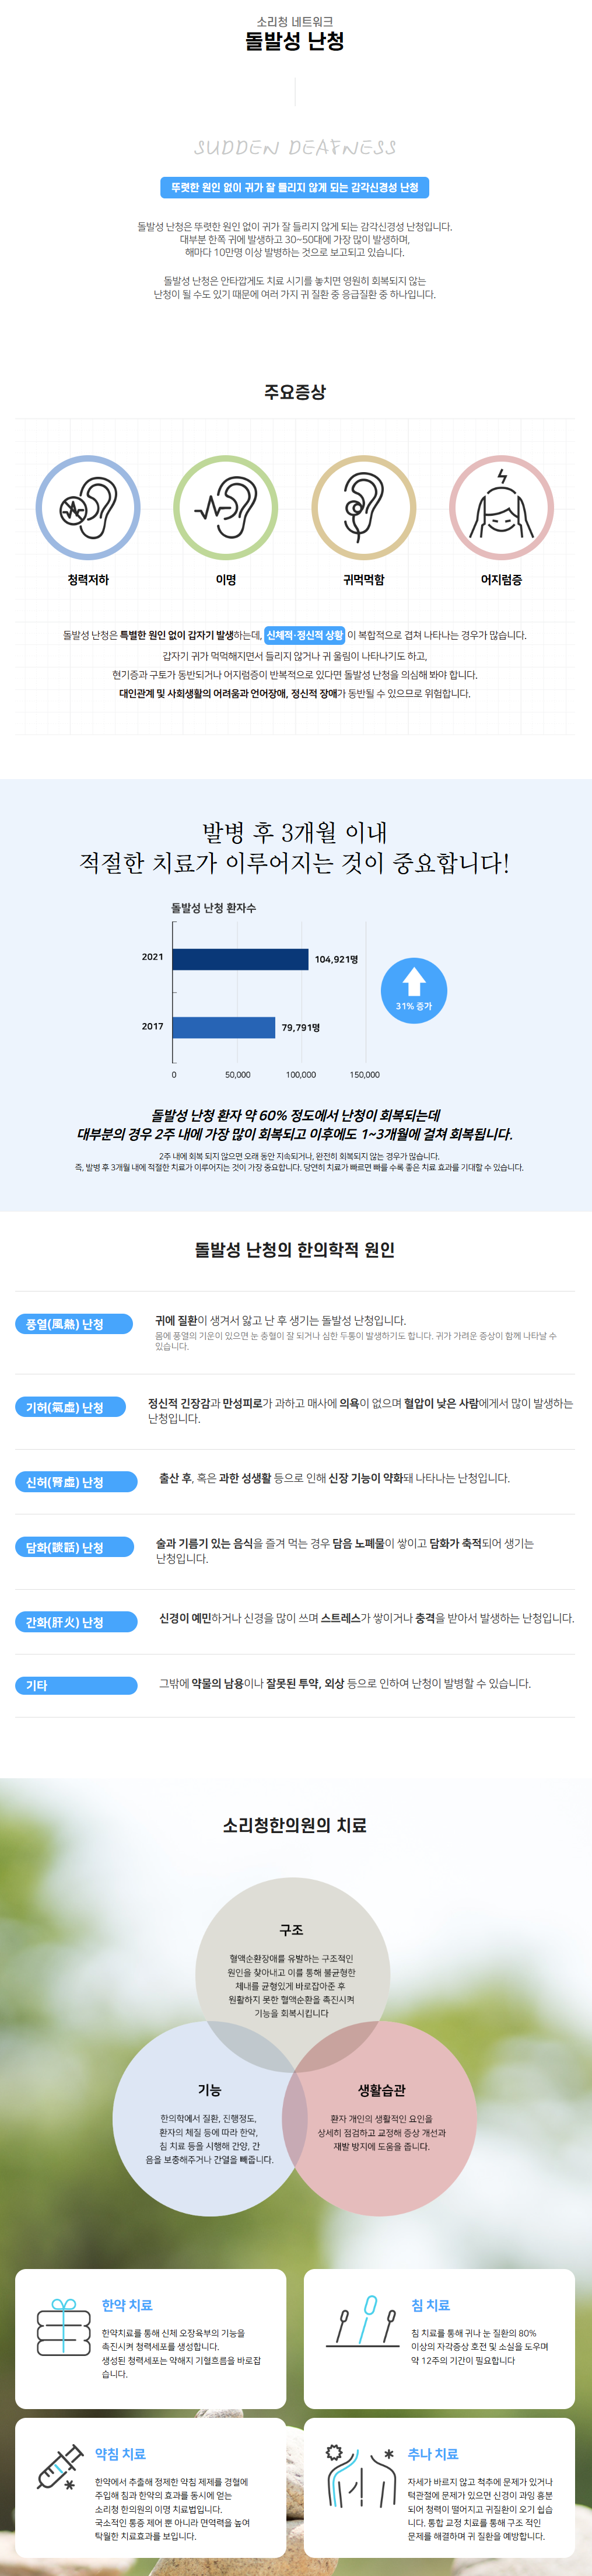 소리청 네트워크
돌발성 난청
SUDDEN DEAFNESS
뚜렷한 원인 없이 귀가 잘 들리지 않게 되는 감각신경성 난청
돌발성 난청은 뚜렷한 원인 없이 귀가 잘 들리지 않게 되는 감각신경성 난청입니다.
대부분 한쪽 귀에 발생하고 30~50대에 가장 많이 발생하며,
해마다 10만명 이상 발병하는 것으로 보고되고 있습니다.
돌발성 난청은 안타깝게도 치료 시기를 놓치면 영원히 회복되지 않는
난청이 될 수도 있기 때문에 여러 가지 귀 질환 중 응급질환 중 하나입니다.
주요증상
청력저하
이명
귀먹먹함
어지럼증
돌발성 난청은 특별한 원인 없이 갑자기 발생하는데, 신체적·정신적 상황 이 복합적으로 겹쳐 나타나는 경우가 많습니다.
갑자기 귀가 먹먹해지면서 들리지 않거나 귀 울림이 나타나기도 하고,
현기증과 구토가 동반되거나 어지럼증이 반복적으로 있다면 돌발성 난청을 의심해 봐야 합니다.
대인관계 및 사회생활의 어려움과 언어장애, 정신적 장애가 동반될 수 있으므로 위험합니다.
발병 후 3개월 이내
적절한 치료가 이루어지는 것이 중요합니다!
돌발성 난청 환자수
2021
104,921명
31% 증가
2017
79,791명
0
50,000
100,000
150,000
돌발성 난청 환자 약 60% 정도에서 난청이 회복되는데
대부분의 경우 2주 내에 가장 많이 회복되고 이후에도 1~3개월에 걸쳐 회복됩니다.
2주 내에 회복 되지 않으면 오래 동안 지속되거나, 완전히 회복되지 않는 경우가 많습니다.
즉, 발병 후 3개월 내에 적절한 치료가 이루어지는 것이 가장 중요합니다. 당연히 치료가 빠르면 빠를 수록 좋은 치료 효과를 기대할 수 있습니다.
돌발성 난청의 한의학적 원인
풍열(風熱) 난청
귀에 질환이 생겨서 앓고 난 후 생기는 돌발성 난청입니다.
몸에 풍열의 기운이 있으면 눈 충혈이 잘 되거나 심한 두통이 발생하기도 합니다. 귀가 가려운 증상이 함께 나타날 수
있습니다.
기허(氣虛) 난청
정신적 긴장감과 만성피로가 과하고 매사에 의욕이 없으며 혈압이 낮은 사람에게서 많이 발생하는
난청입니다.
신허(腎虛) 난청
출산 후, 혹은 과한 성생활 등으로 인해 신장 기능이 약화돼 나타나는 난청입니다.
담화(談話) 난청
술과 기름기 있는 음식을 즐겨 먹는 경우 담음 노폐물이 쌓이고 담화가 축적되어 생기는
난청입니다.
간화(肝火) 난청
신경이 예민하거나 신경을 많이 쓰며 스트레스가 쌓이거나 충격을 받아서 발생하는 난청입니다.
기타
그밖에 약물의 남용이나 잘못된 투약, 외상 등으로 인하여 난청이 발병할 수 있습니다.
소리청한의원의 치료
구조
혈액순환장애를 유발하는 구조적인
원인을 찾아내고 이를 통해 불균형한
체내를 균형있게 바로잡아준 후
원활하지 못한 혈액순환을 촉진시켜
기능을 회복시킵니다
기능
한의학에서 질환, 진행정도,
환자의 체질 등에 따라 한약,
침 치료 등을 시행해 간양, 간
음을 보충해주거나 간열을 빼줍니다.
생활습관
환자 개인의 생활적인 요인을
상세히 점검하고 교정해 증상 개선과
재발 방지에 도움을 줍니다.
한약 치료
한약치료를 통해 신체 오장육부의 기능을
촉진시켜 청력세포를 생성합니다.
생성된 청력세포는 약해지 기혈흐름을 바로잡
습니다.
침 치료
침 치료를 통해 귀나 눈 질환의 80%
이상의 자각증상 호전 및 소실을 도우며
약 12주의 기간이 필요합니다
약침 치료
한약에서 추출해 정제한 약침 제제를 경혈에
주입해 침과 한약의 효과를 동시에 얻는
소리청 한의원의 이명 치료법입니다.
국소적인 통증 제어 뿐 아니라 면역력을 높여
탁월한 치료효과를 보입니다.
추나 치료
자세가 바르지 않고 척추에 문제가 있거나
턱관절에 문제가 있으면 신경이 과잉 흥분
되어 청력이 떨어지고 귀질환이 오기 쉽습
니다. 통합 교정 치료를 통해 구조 적인
문제를 해결하며 귀 질환을 예방합니다.